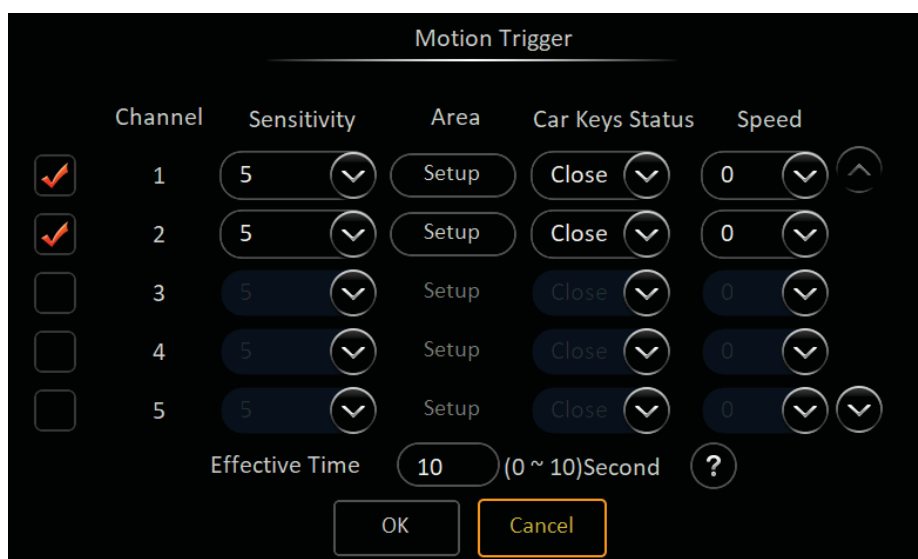 Motion Trigger
Channel Sensitivity Area Car Keys Status Speed
1 5 Setup Close 0
2 5 Setup Close 0
3 5 Setup Close 0
4 5 Setup Close 0
5 5 Setup Close 0
Effective Time 10 (0 ~ 10)Second ?
OK Cancel